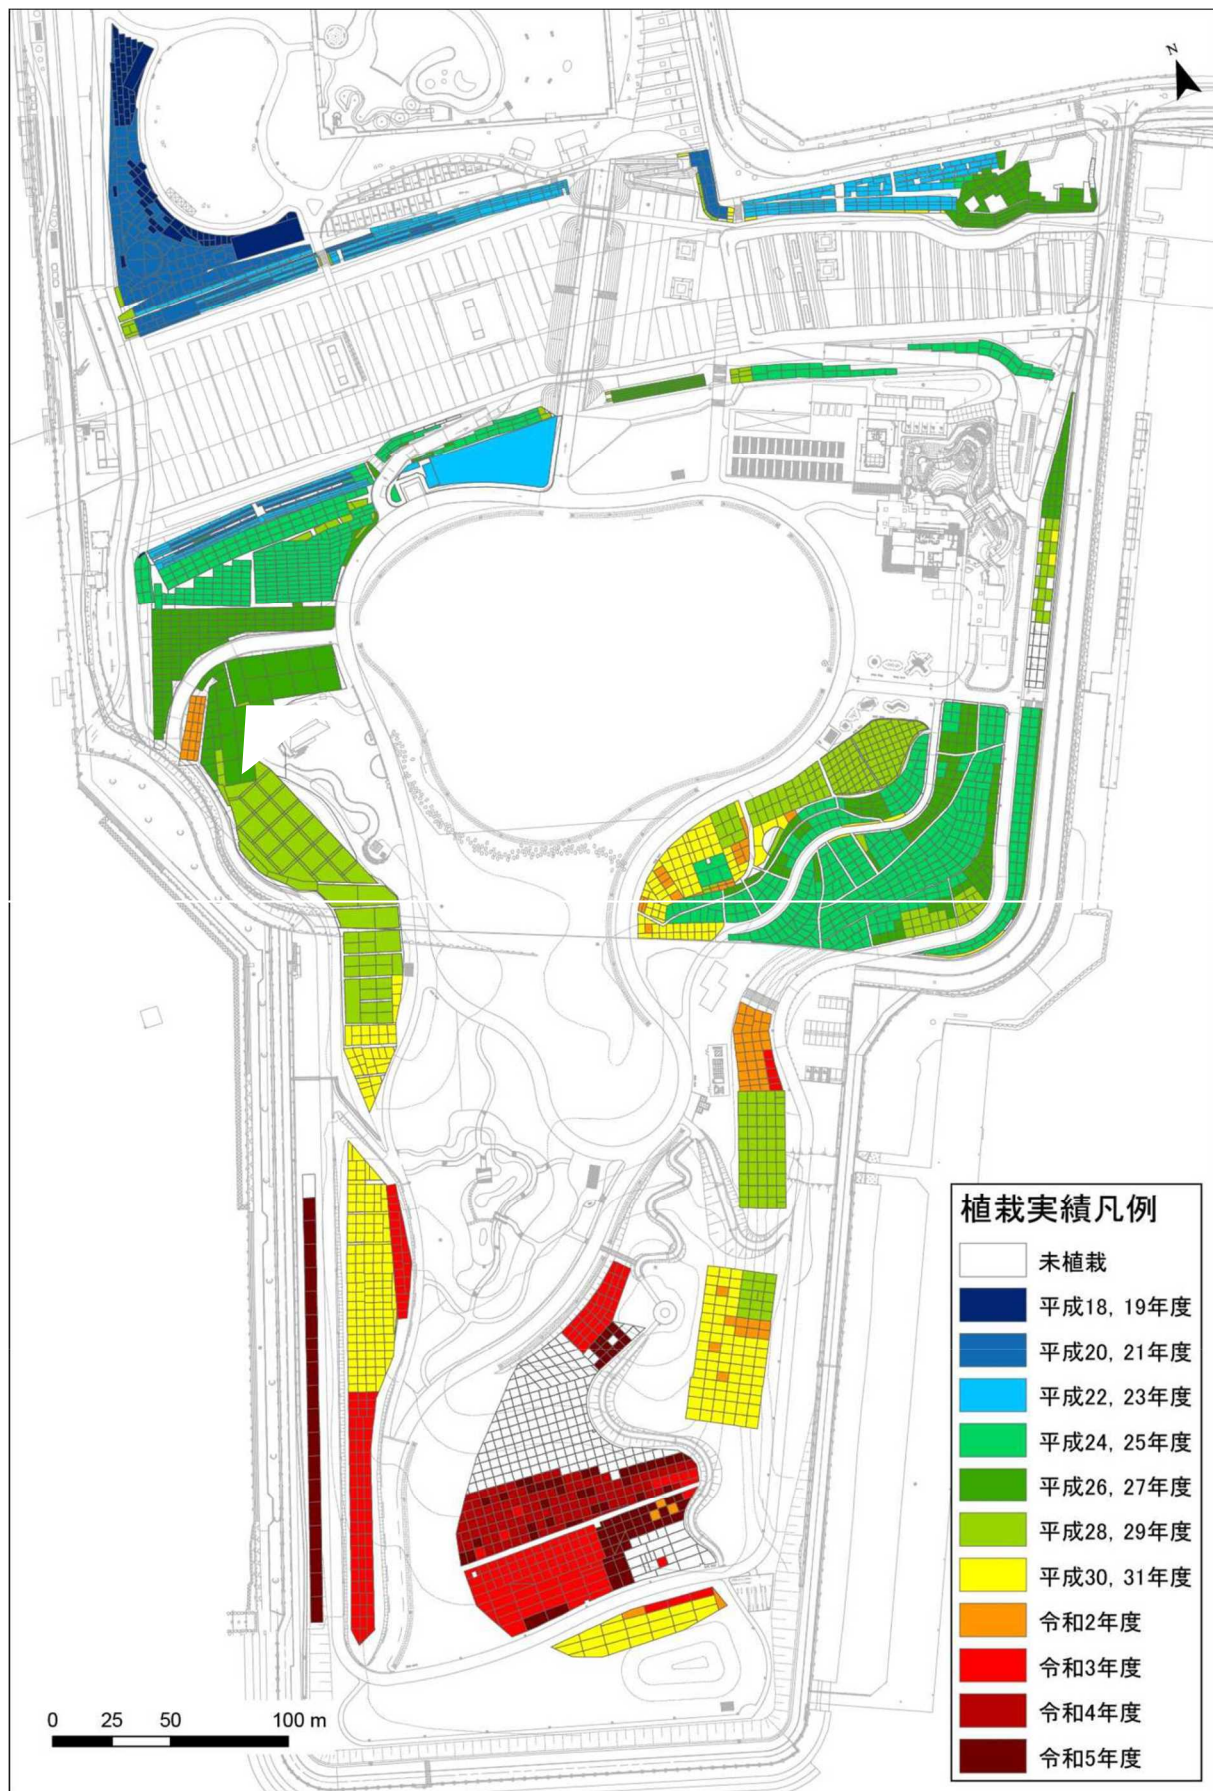 N
植栽実績凡例
未植栽
平成18, 19年度
平成20, 21年度
平成22, 23年度
平成24, 25年度
平成26, 27年度
平成28, 29年度
平成30, 31年度
令和2年度
令和3年度
令和4年度
令和5年度
0 25 50 100 m